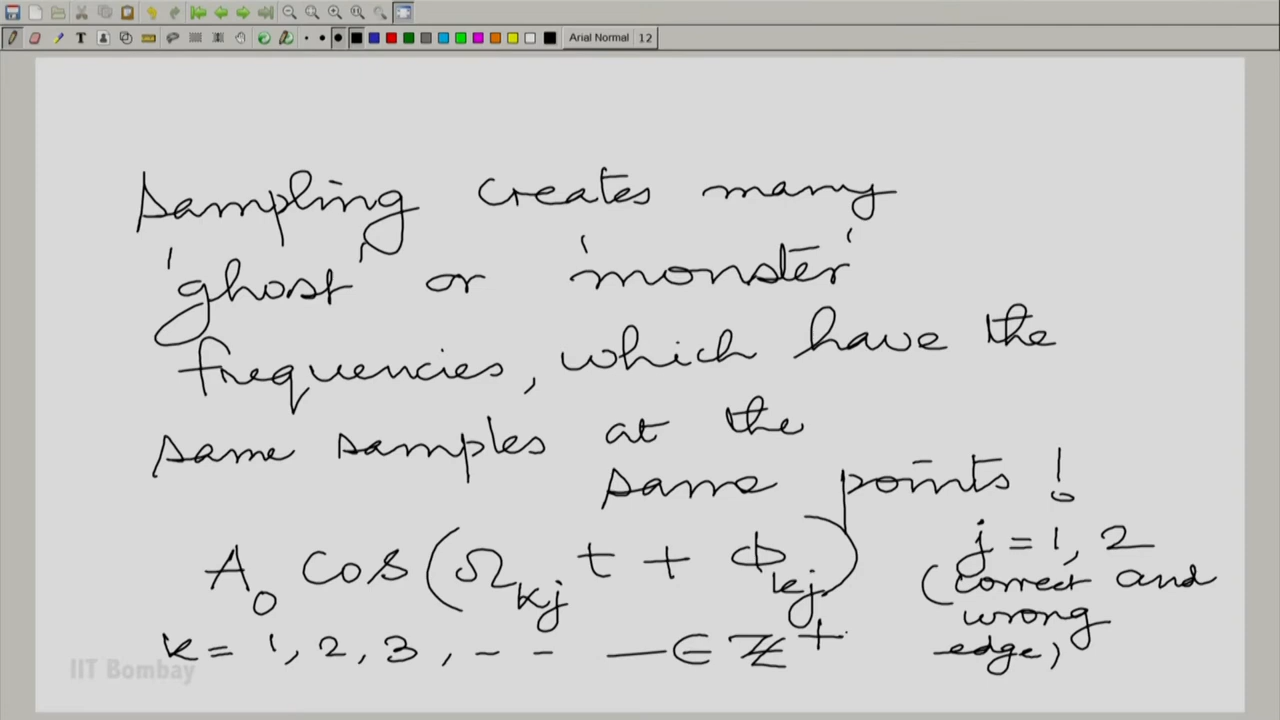 Arial Normal 12
Sampling creates many
'ghost' or 'monster'
frequencies, which have the
same samples at the
same points!
A₀ cos(Ωₖⱼ t + Φₖⱼ) j = 1, 2
(correct and
wrong
edge)
k = 1, 2, 3, - - — ∈ ℤ⁺
IIT Bombay